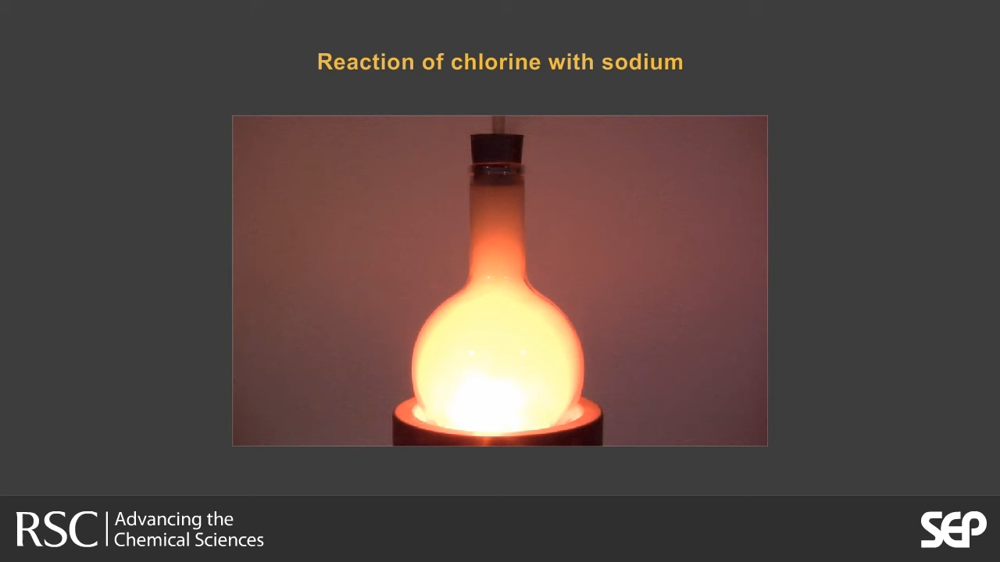 Reaction of chlorine with sodium
RSC
Advancing the
Chemical Sciences
SEP